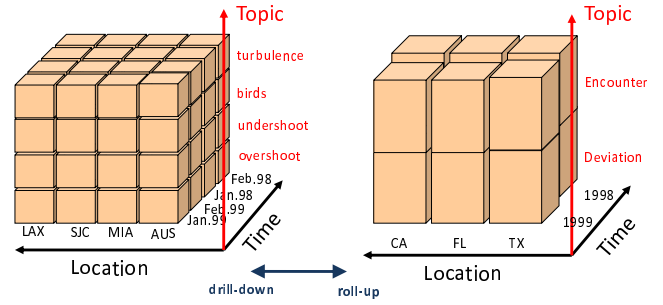 Topic
turbulence
birds
undershoot
overshoot
Feb.98
Jan.98
Feb.99
Jan.99
LAX SJC MIA AUS
Time
Location
Topic
Encounter
Deviation
1998
1999
CA FL TX
Time
Location
drill-down roll-up